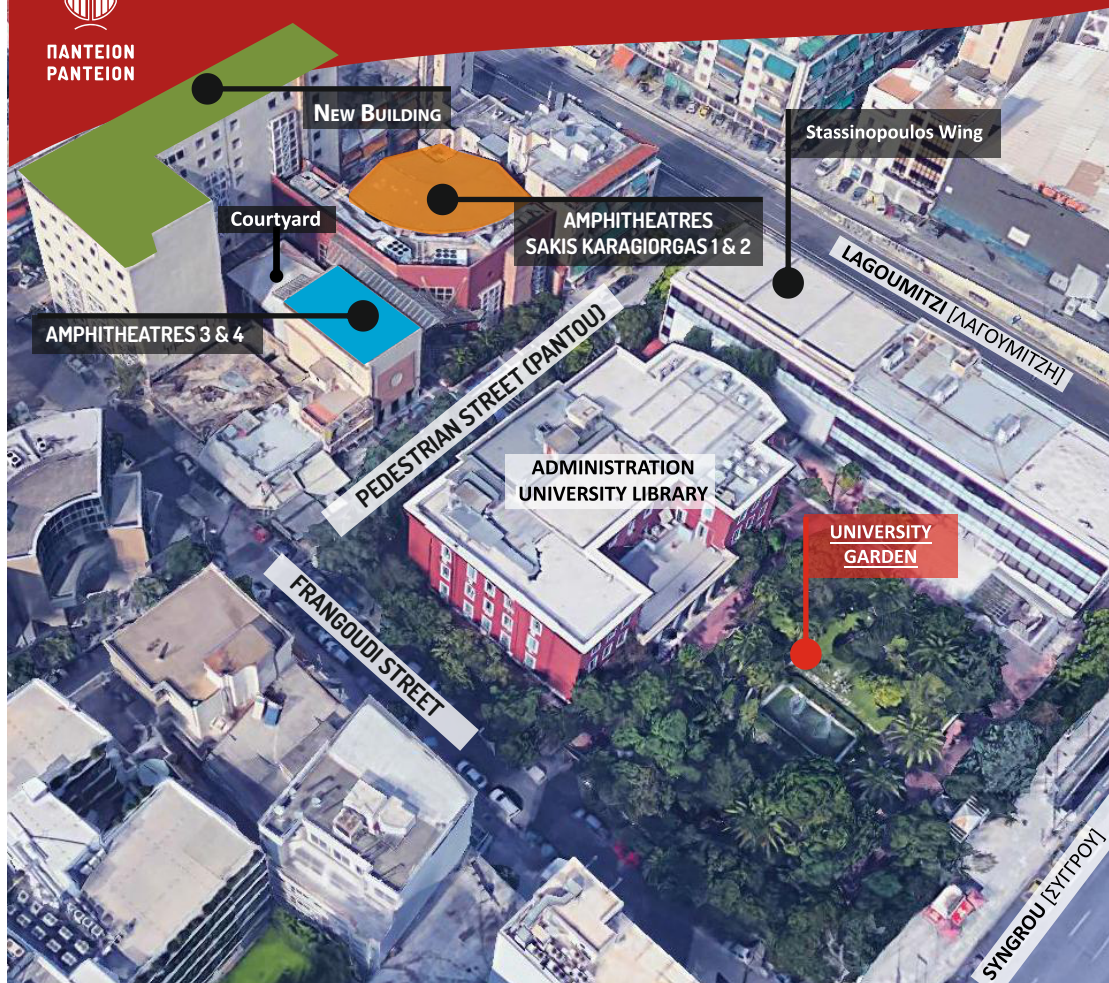 ΠΑΝΤΕΙΟΝ
PANTEION
NEW BUILDING
Stassinopoulos Wing
Courtyard
AMPHITHEATRES
SAKIS KARAGIORGAS 1 & 2
LAGOUMITZI [ΛΑΓΟΥΜΙΤΖΗ]
AMPHITHEATRES 3 & 4
PEDESTRIAN STREET (PANTOU)
ADMINISTRATION
UNIVERSITY LIBRARY
UNIVERSITY
GARDEN
FRANGOUDI STREET
SYNGROU [ΣΥΓΓΡΟΥ]